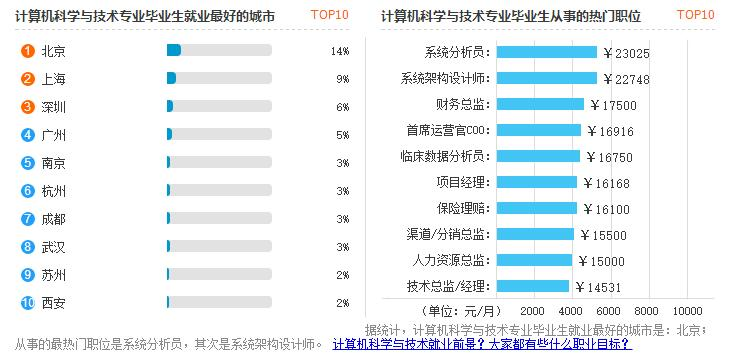 计算机科学与技术专业毕业生就业最好的城市 TOP10
1 北京 14%
2 上海 9%
3 深圳 6%
4 广州 5%
5 南京 3%
6 杭州 3%
7 成都 3%
8 武汉 3%
9 苏州 2%
10 西安 2%
计算机科学与技术专业毕业生从事的热门职位 TOP10
系统分析员: ￥23025
系统架构设计师: ￥22748
财务总监: ￥17500
首席运营官COO: ￥16916
临床数据分析员: ￥16750
项目经理: ￥16168
保险理赔: ￥16100
渠道/分销总监: ￥15500
人力资源总监: ￥15000
技术总监/经理: ￥14531
(单位: 元/月) 2000 4000 6000 8000 10000
据统计，计算机科学与技术专业毕业生就业最好的城市是：北京；
从事的最热门职位是系统分析员，其次是系统架构设计师。 计算机科学与技术就业前景？大家都有些什么职业目标？